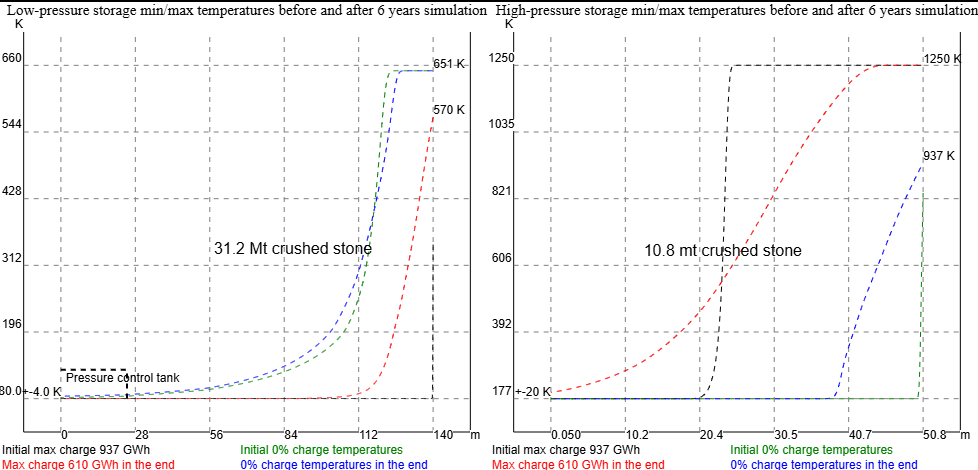 Low-pressure storage min/max temperatures before and after 6 years simulation
K
660
544
428
312
196
80.0
+-4.0 K
651 K
570 K
31.2 Mt crushed stone
Pressure control tank
0 28 56 84 112 140 m
Initial max charge 937 GWh
Initial 0% charge temperatures
Max charge 610 GWh in the end
0% charge temperatures in the end
High-pressure storage min/max temperatures before and after 6 years simulation
K
1250
1035
821
606
392
177
+-20 K
1250 K
937 K
10.8 mt crushed stone
0.050 10.2 20.4 30.5 40.7 50.8 m
Initial max charge 937 GWh
Initial 0% charge temperatures
Max charge 610 GWh in the end
0% charge temperatures in the end